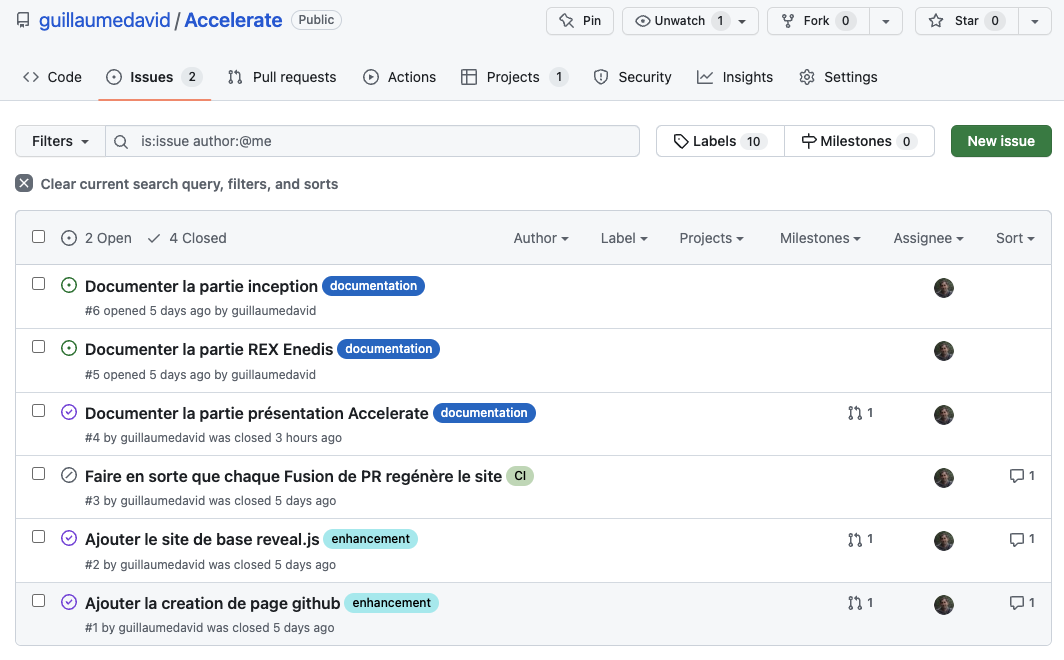 guillaumedavid / Accelerate Public Pin Unwatch 1 Fork 0 Star 0
Code Issues 2 Pull requests Actions Projects 1 Security Insights Settings
Filters is:issue author:@me Labels 10 Milestones 0 New issue
Clear current search query, filters, and sorts
2 Open 4 Closed Author Label Projects Milestones Assignee Sort
Documenter la partie inception documentation
#6 opened 5 days ago by guillaumedavid
Documenter la partie REX Enedis documentation
#5 opened 5 days ago by guillaumedavid
Documenter la partie présentation Accelerate documentation 1
#4 by guillaumedavid was closed 3 hours ago
Faire en sorte que chaque Fusion de PR regénère le site CI 1
#3 by guillaumedavid was closed 5 days ago
Ajouter le site de base reveal.js enhancement 1 1
#2 by guillaumedavid was closed 5 days ago
Ajouter la creation de page github enhancement 1 1
#1 by guillaumedavid was closed 5 days ago